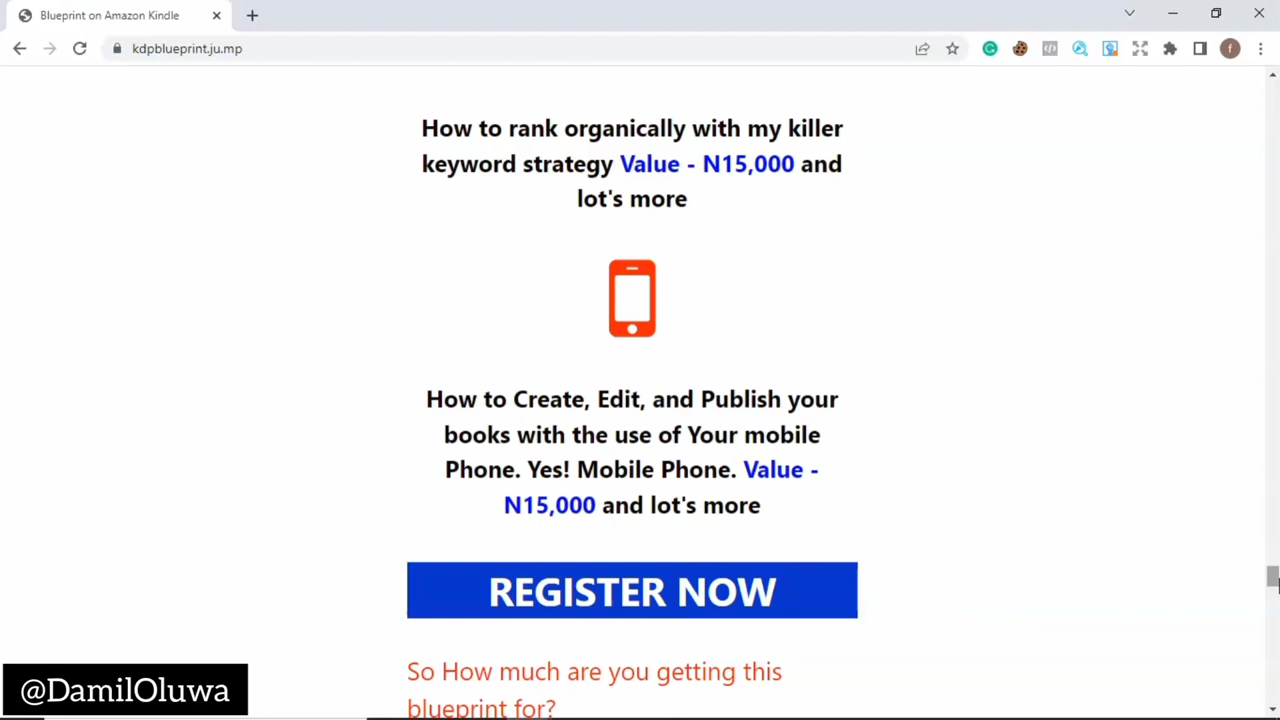 Blueprint on Amazon Kindle
kdpblueprint.ju.mp
f
How to rank organically with my killer
keyword strategy Value - N15,000 and
lot's more
How to Create, Edit, and Publish your
books with the use of Your mobile
Phone. Yes! Mobile Phone. Value -
N15,000 and lot's more
REGISTER NOW
So How much are you getting this
blueprint for?
@DamilOluwa